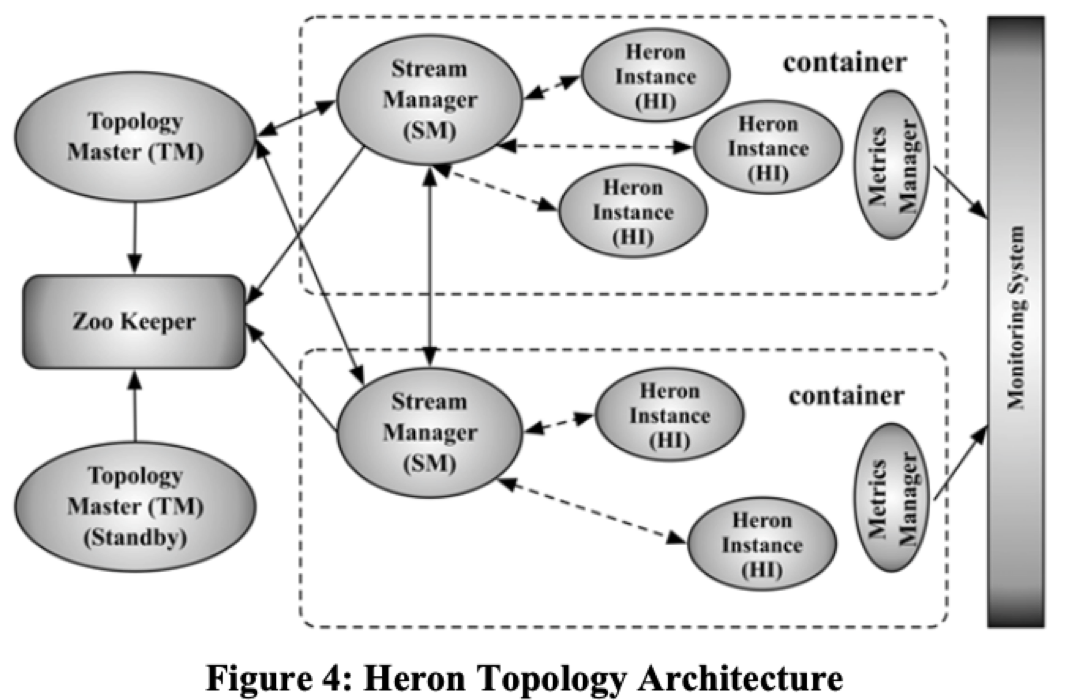 Topology
Master (TM)
Zoo Keeper
Topology
Master (TM)
(Standby)
Stream
Manager
(SM)
Heron
Instance
(HI)
Heron
Instance
(HI)
Heron
Instance
(HI)
container
Metrics
Manager
Stream
Manager
(SM)
Heron
Instance
(HI)
Heron
Instance
(HI)
container
Metrics
Manager
Monitoring System
Figure 4: Heron Topology Architecture